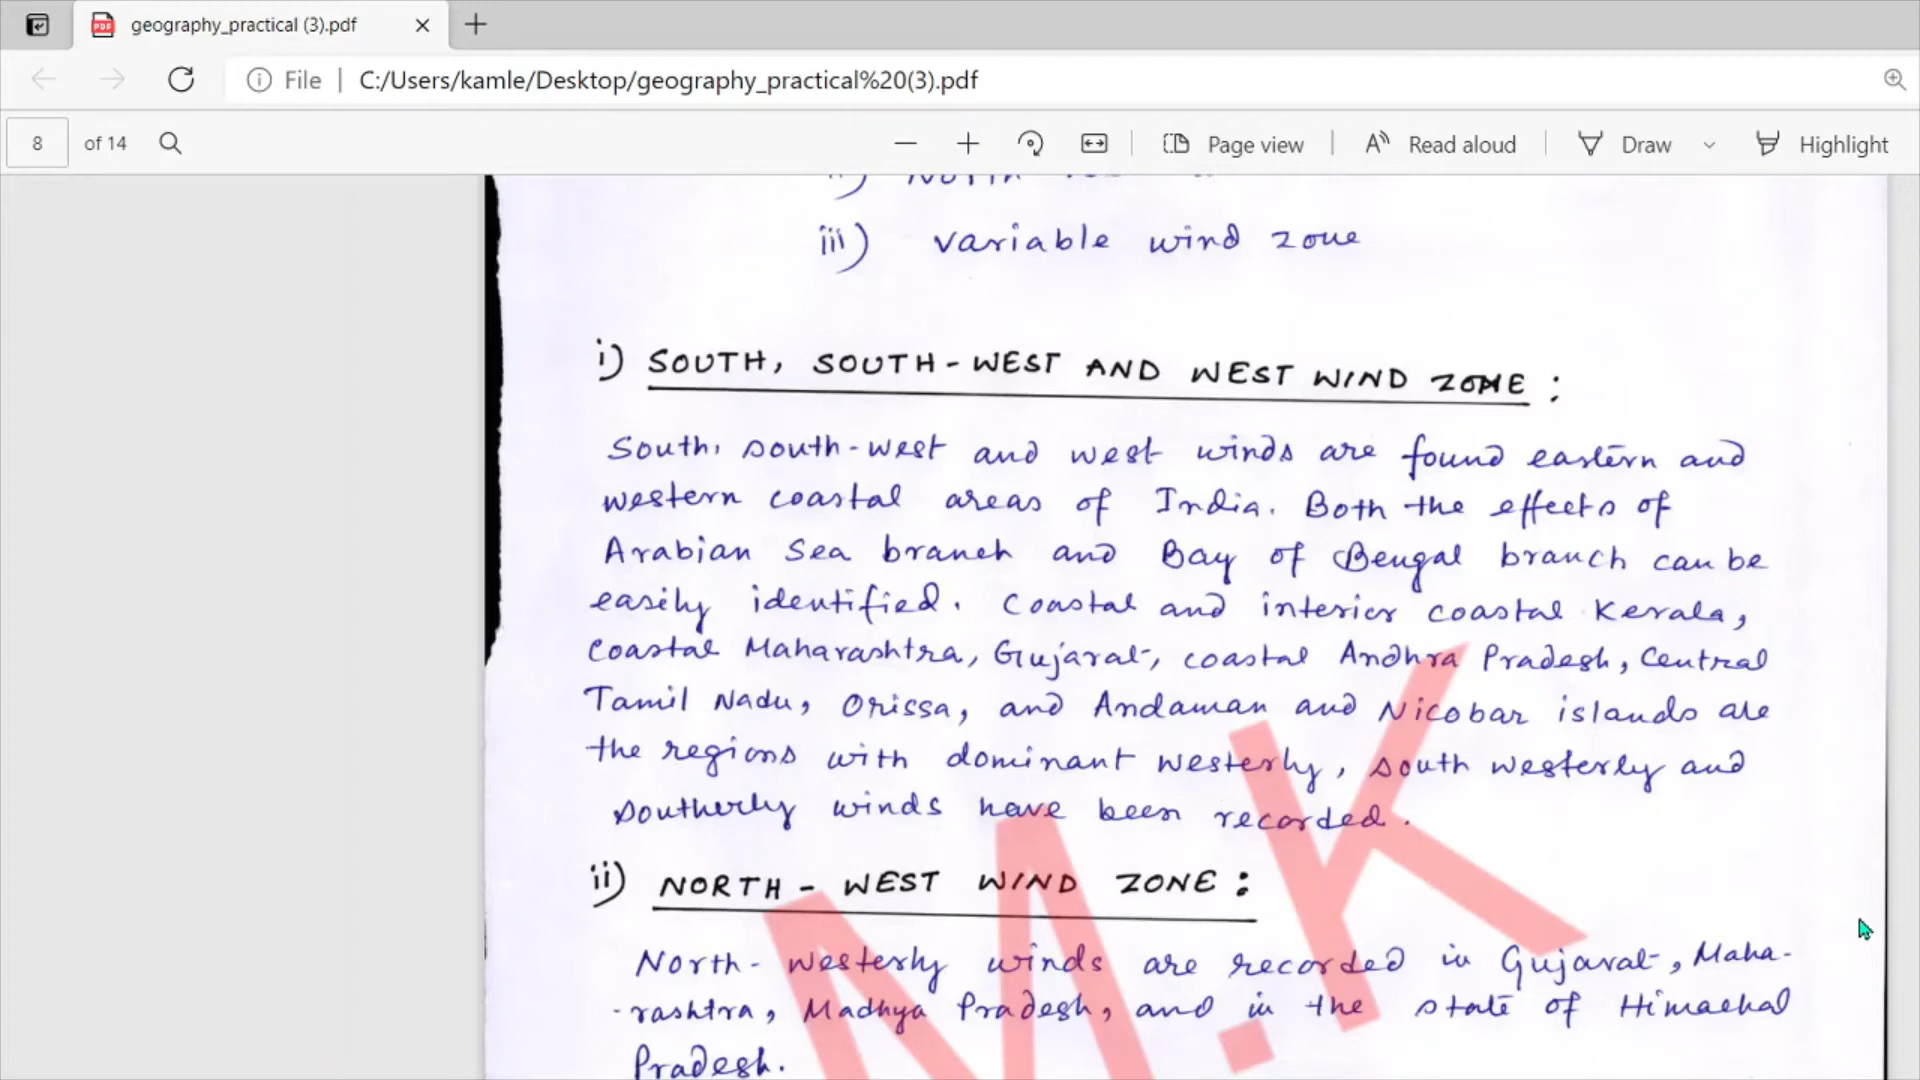 geography_practical (3).pdf
File | C:/Users/kamle/Desktop/geography_practical%20(3).pdf
8 of 14 Page view Read aloud Draw Highlight
iii) variable wind zone
i) SOUTH, SOUTH-WEST AND WEST WIND ZONE :
South, south-west and west winds are found eastern and
western coastal areas of India. Both the effects of
Arabian Sea branch and Bay of Bengal branch can be
easily identified. Coastal and interior coastal Kerala,
Coastal Maharashtra, Gujarat, coastal Andhra Pradesh, Central
Tamil Nadu, Orissa, and Andaman and Nicobar islands are
the regions with dominant westerly, south westerly and
southerly winds have been recorded.
ii) NORTH - WEST WIND ZONE :
North - westerly winds are recorded in Gujarat, Maha-
-rashtra, Madhya Pradesh, and in the state of Himachal
Pradesh.
M.K